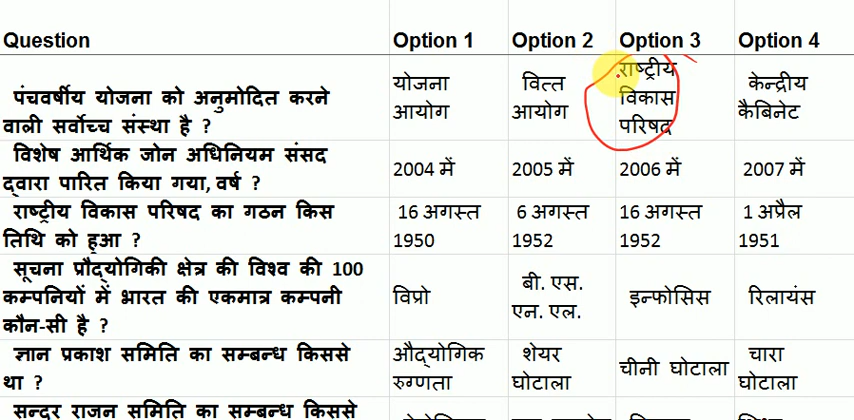 Question Option 1 Option 2 Option 3 Option 4
पंचवर्षीय योजना को अनुमोदित करने
वाली सर्वोच्च संस्था है ?
योजना
आयोग
वित्त
आयोग
राष्ट्रीय
विकास
परिषद
केन्द्रीय
कैबिनेट
विशेष आर्थिक जोन अधिनियम संसद
द्वारा पारित किया गया, वर्ष ?
2004 में
2005 में
2006 में
2007 में
राष्ट्रीय विकास परिषद का गठन किस
तिथि को हुआ ?
16 अगस्त
1950
6 अगस्त
1952
16 अगस्त
1952
1 अप्रैल
1951
सूचना प्रौद्योगिकी क्षेत्र की विश्व की 100
कम्पनियों में भारत की एकमात्र कम्पनी
कौन-सी है ?
विप्रो
बी. एस.
एन. एल.
इन्फोसिस
रिलायंस
ज्ञान प्रकाश समिति का सम्बन्ध किससे
था ?
औद्योगिक
रुग्णता
शेयर
घोटाला
चीनी घोटाला
चारा
घोटाला
सुन्दर राजन समिति का सम्बन्ध किससे